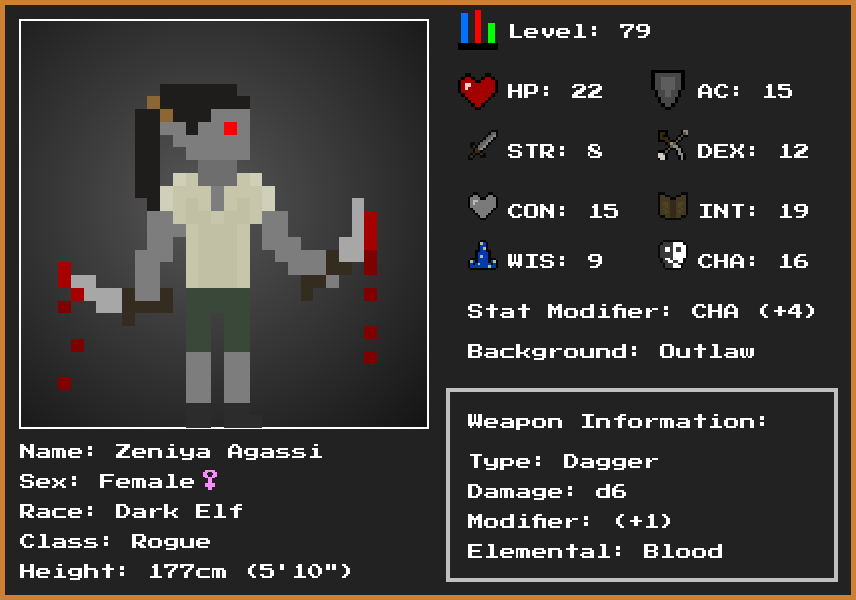 Level: 79
HP: 22 AC: 15
STR: 8 DEX: 12
CON: 15 INT: 19
WIS: 9 CHA: 16
Stat Modifier: CHA (+4)
Background: Outlaw
Weapon Information:
Type: Dagger
Damage: d6
Modifier: (+1)
Elemental: Blood
Name: Zeniya Agassi
Sex: Female♀
Race: Dark Elf
Class: Rogue
Height: 177cm (5'10")